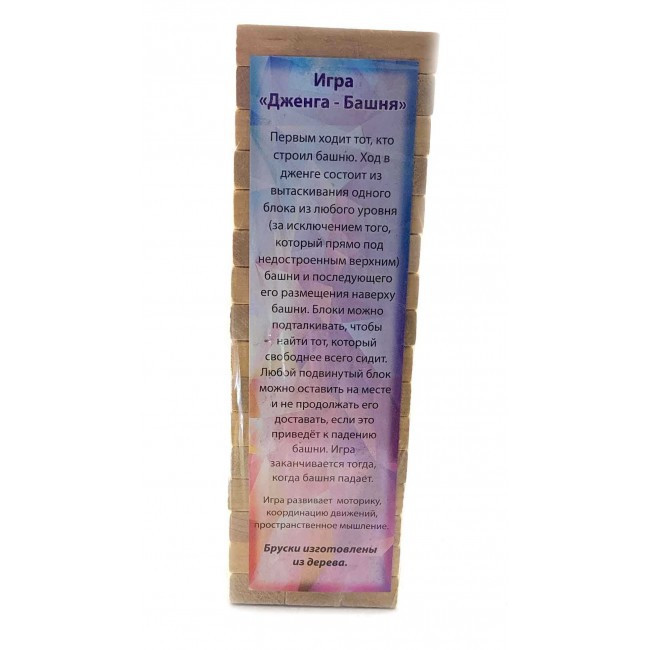 Игра
«Дженга - Башня»
Первым ходит тот, кто
строил башню. Ход в
дженге состоит из
вытаскивания одного
блока из любого уровня
(за исключением того,
который прямо под
недостроенным верхним)
башни и последующего
его размещения наверху
башни. Блоки можно
подталкивать, чтобы
найти тот, который
свободнее всего сидит.
Любой подвинутый блок
можно оставить на месте
и не продолжать его
доставать, если это
приведёт к падению
башни. Игра
заканчивается тогда,
когда башня падает.
Игра развивает моторику,
координацию движений,
пространственное мышление.
Бруски изготовлены
из дерева.